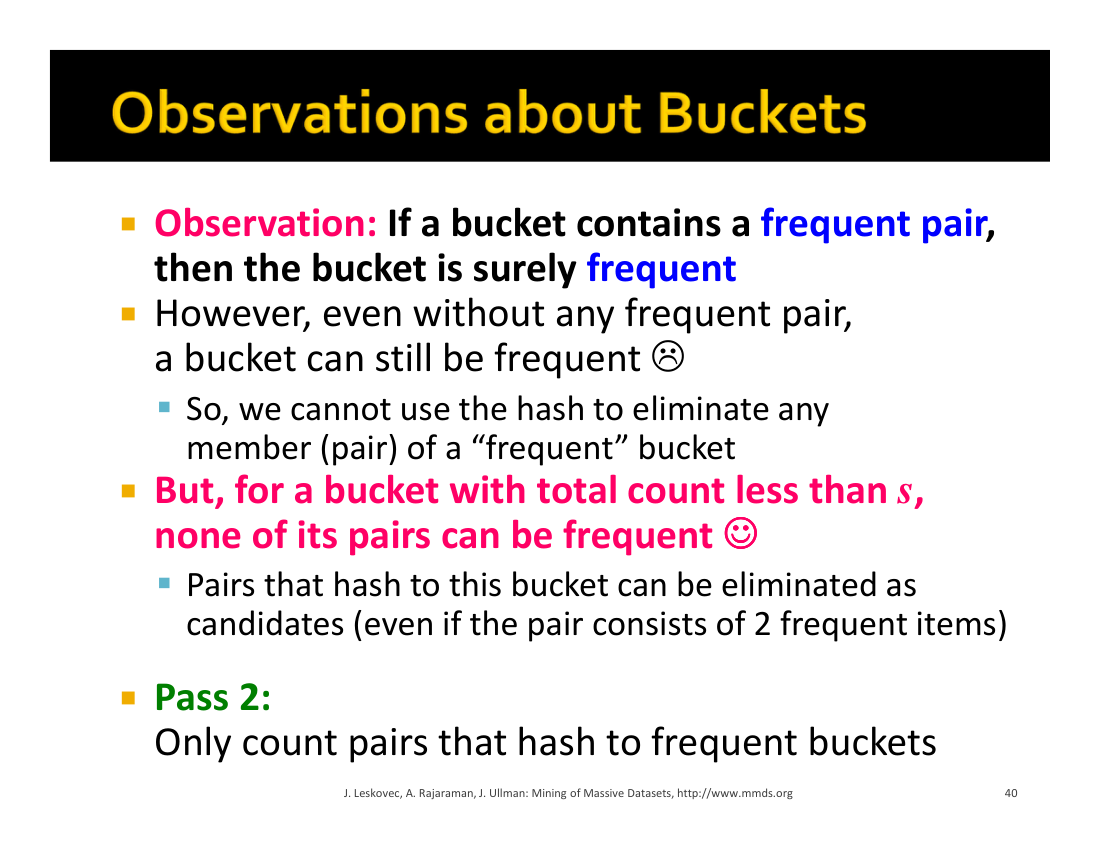 Observations about Buckets
Observation: If a bucket contains a frequent pair,
then the bucket is surely frequent
However, even without any frequent pair,
a bucket can still be frequent ☹
So, we cannot use the hash to eliminate any
member (pair) of a “frequent” bucket
But, for a bucket with total count less than s,
none of its pairs can be frequent ☺
Pairs that hash to this bucket can be eliminated as
candidates (even if the pair consists of 2 frequent items)
Pass 2:
Only count pairs that hash to frequent buckets
J. Leskovec, A. Rajaraman, J. Ullman: Mining of Massive Datasets, http://www.mmds.org
40